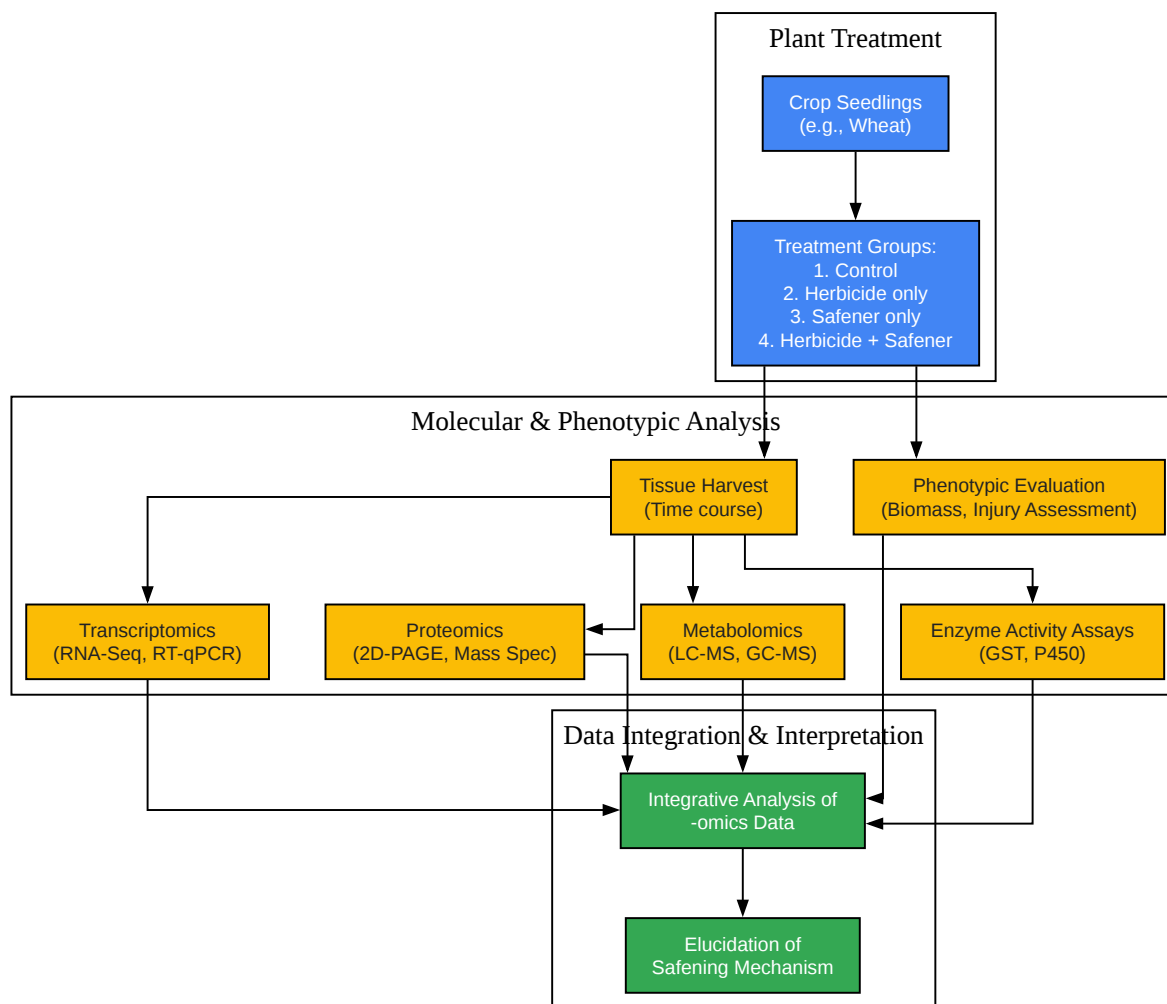 Plant Treatment
Crop Seedlings
(e.g., Wheat)
Treatment Groups:
1. Control
2. Herbicide only
3. Safener only
4. Herbicide + Safener
Molecular & Phenotypic Analysis
Tissue Harvest
(Time course)
Phenotypic Evaluation
(Biomass, Injury Assessment)
Transcriptomics
(RNA-Seq, RT-qPCR)
Proteomics
(2D-PAGE, Mass Spec)
Metabolomics
(LC-MS, GC-MS)
Enzyme Activity Assays
(GST, P450)
Data Integration & Interpretation
Integrative Analysis of
-omics Data
Elucidation of
Safening Mechanism